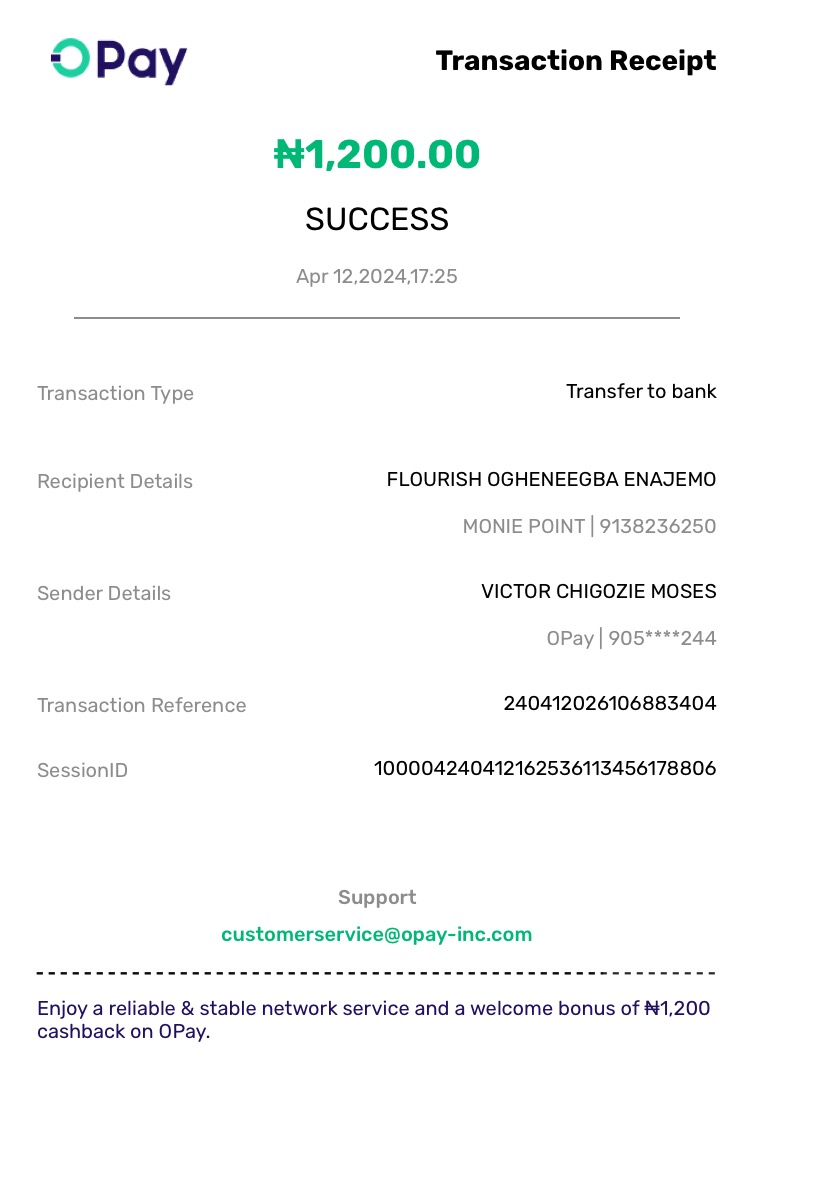 OPay
Transaction Receipt
₦1,200.00
SUCCESS
Apr 12,2024,17:25
Transaction Type
Transfer to bank
Recipient Details
FLOURISH OGHENEEGBA ENAJEMO
MONIE POINT | 9138236250
Sender Details
VICTOR CHIGOZIE MOSES
OPay | 905****244
Transaction Reference
240412026106883404
SessionID
100004240412162536113456178806
Support
customerservice@opay-inc.com
Enjoy a reliable & stable network service and a welcome bonus of ₦1,200
cashback on OPay.